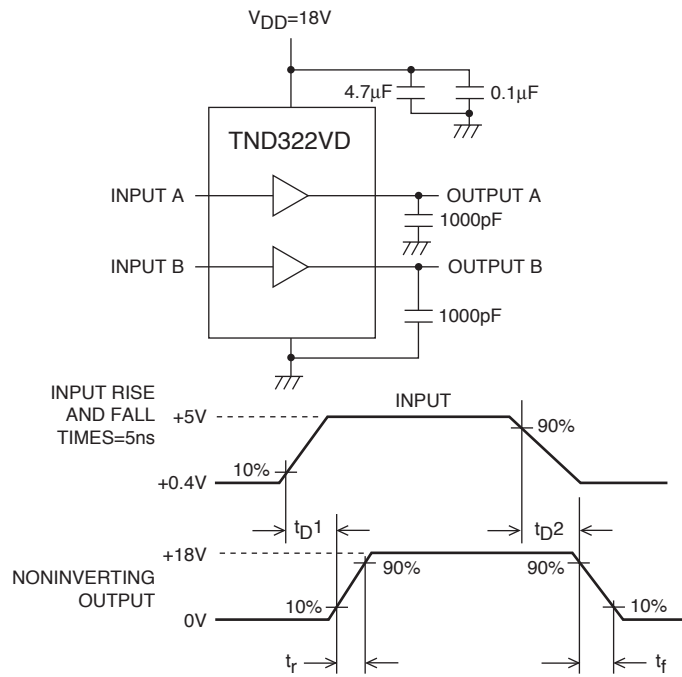 VDD=18V
4.7µF
0.1µF
TND322VD
INPUT A
OUTPUT A
1000pF
INPUT B
OUTPUT B
1000pF
INPUT RISE
AND FALL
TIMES=5ns
+5V
INPUT
90%
10%
+0.4V
tD1
tD2
+18V
NONINVERTING
OUTPUT
90%
90%
10%
10%
0V
tr
tf